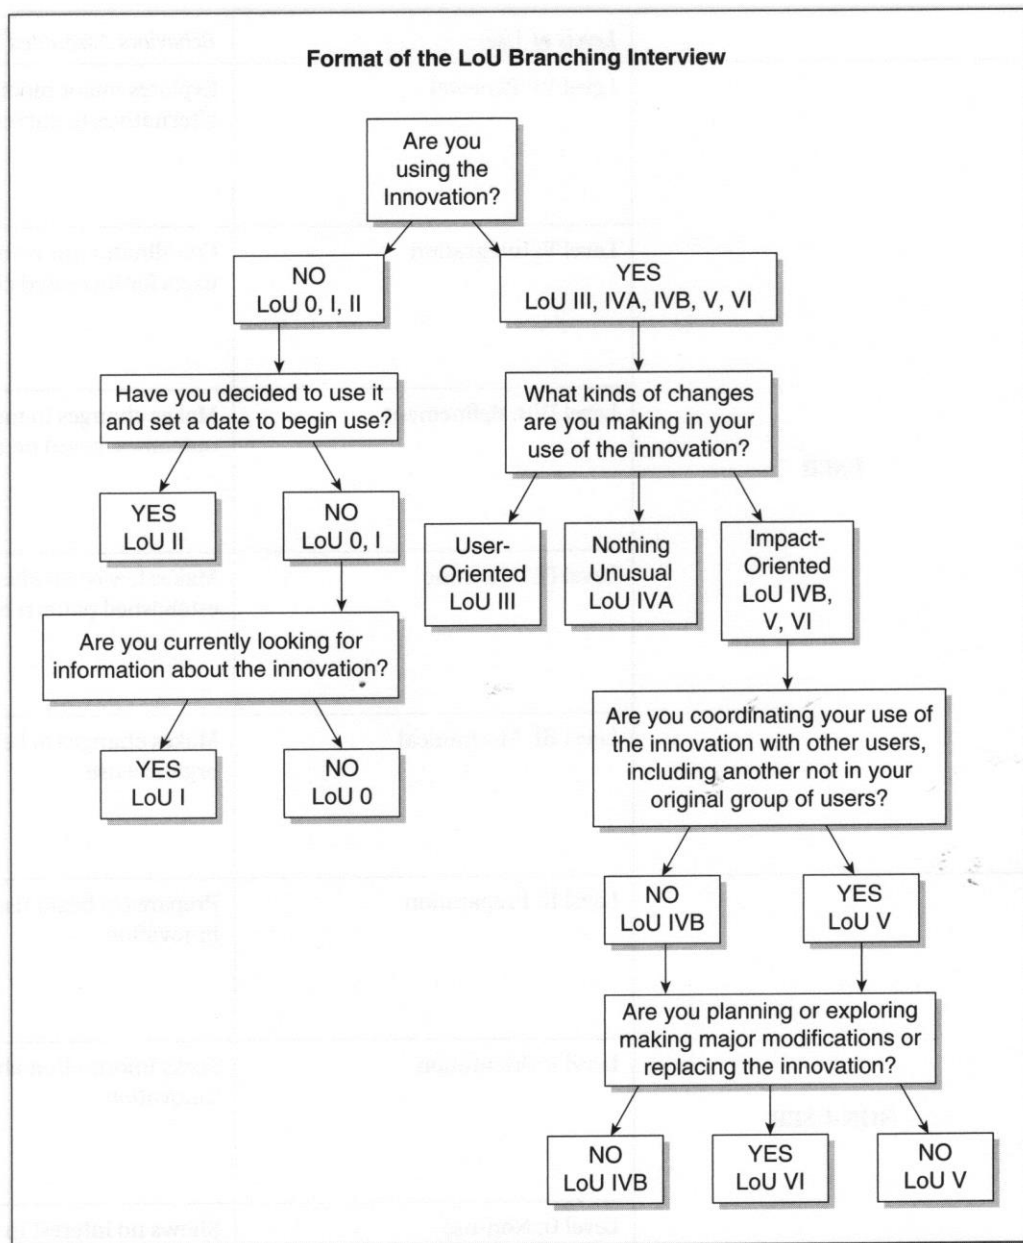 Format of the LoU Branching Interview
Are you
using the
Innovation?
NO
LoU 0, I, II
YES
LoU III, IVA, IVB, V, VI
Have you decided to use it
and set a date to begin use?
What kinds of changes
are you making in your
use of the innovation?
YES
LoU II
NO
LoU 0, I
User-
Oriented
LoU III
Nothing
Unusual
LoU IVA
Impact-
Oriented
LoU IVB,
V, VI
Are you currently looking for
information about the innovation?
YES
LoU I
NO
LoU 0
Are you coordinating your use of
the innovation with other users,
including another not in your
original group of users?
NO
LoU IVB
YES
LoU V
Are you planning or exploring
making major modifications or
replacing the innovation?
NO
LoU IVB
YES
LoU VI
NO
LoU V